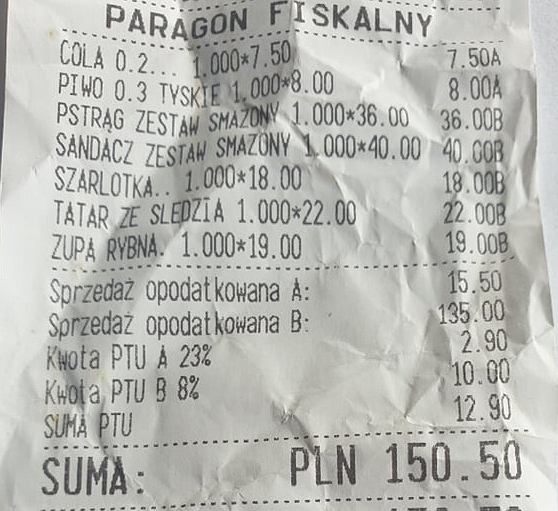 PARAGON FISKALNY
COLA 0.2... 1.000*7.50 7.50A
PIWO 0.3 TYSKIE 1.000*8.00 8.00A
PSTRĄG ZESTAW SMAŻONY 1.000*36.00 36.00B
SANDACZ ZESTAW SMAŻONY 1.000*40.00 40.00B
SZARLOTKA.. 1.000*18.00 18.00B
TATAR ZE ŚLEDZIA 1.000*22.00 22.00B
ZUPA RYBNA. 1.000*19.00 19.00B
Sprzedaż opodatkowana A: 15.50
Sprzedaż opodatkowana B: 135.00
Kwota PTU A 23% 2.90
Kwota PTU B 8% 10.00
SUMA PTU 12.90
SUMA: PLN 150.50